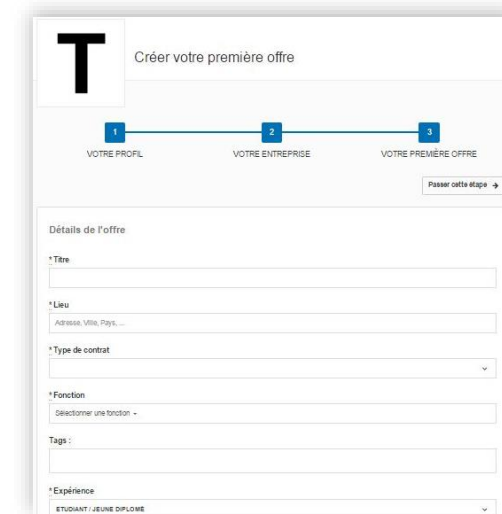 T
Créer votre première offre
1 2 3
VOTRE PROFIL VOTRE ENTREPRISE VOTRE PREMIÈRE OFFRE
Passer cette étape →
Détails de l'offre
* Titre
* Lieu
Adresse, Ville, Pays, ...
* Type de contrat
* Fonction
Sélectionner une fonction
Tags :
* Expérience
ETUDIANT / JEUNE DIPLOMÉ